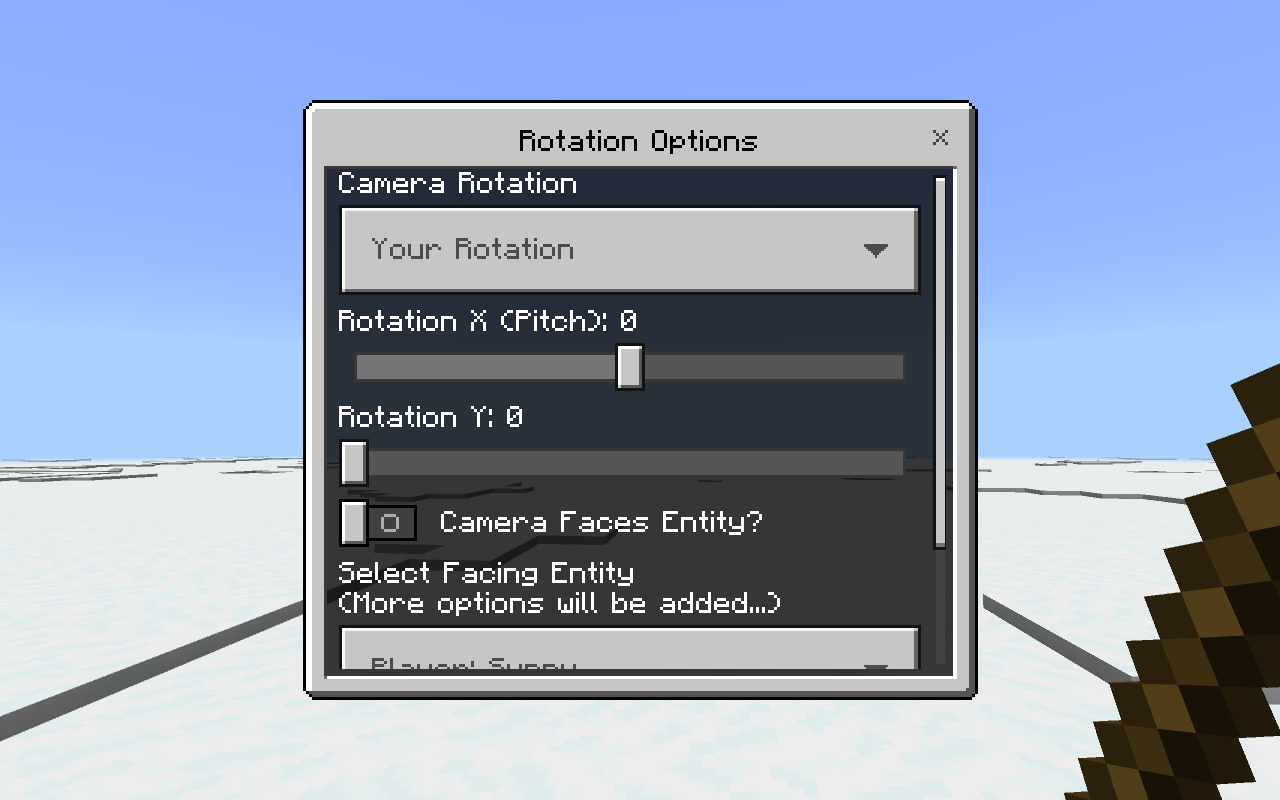 Rotation Options
Camera Rotation
Your Rotation
Rotation X (Pitch): 0
Rotation Y: 0
Camera Faces Entity?
Select Facing Entity
(More options will be added...)
Player: